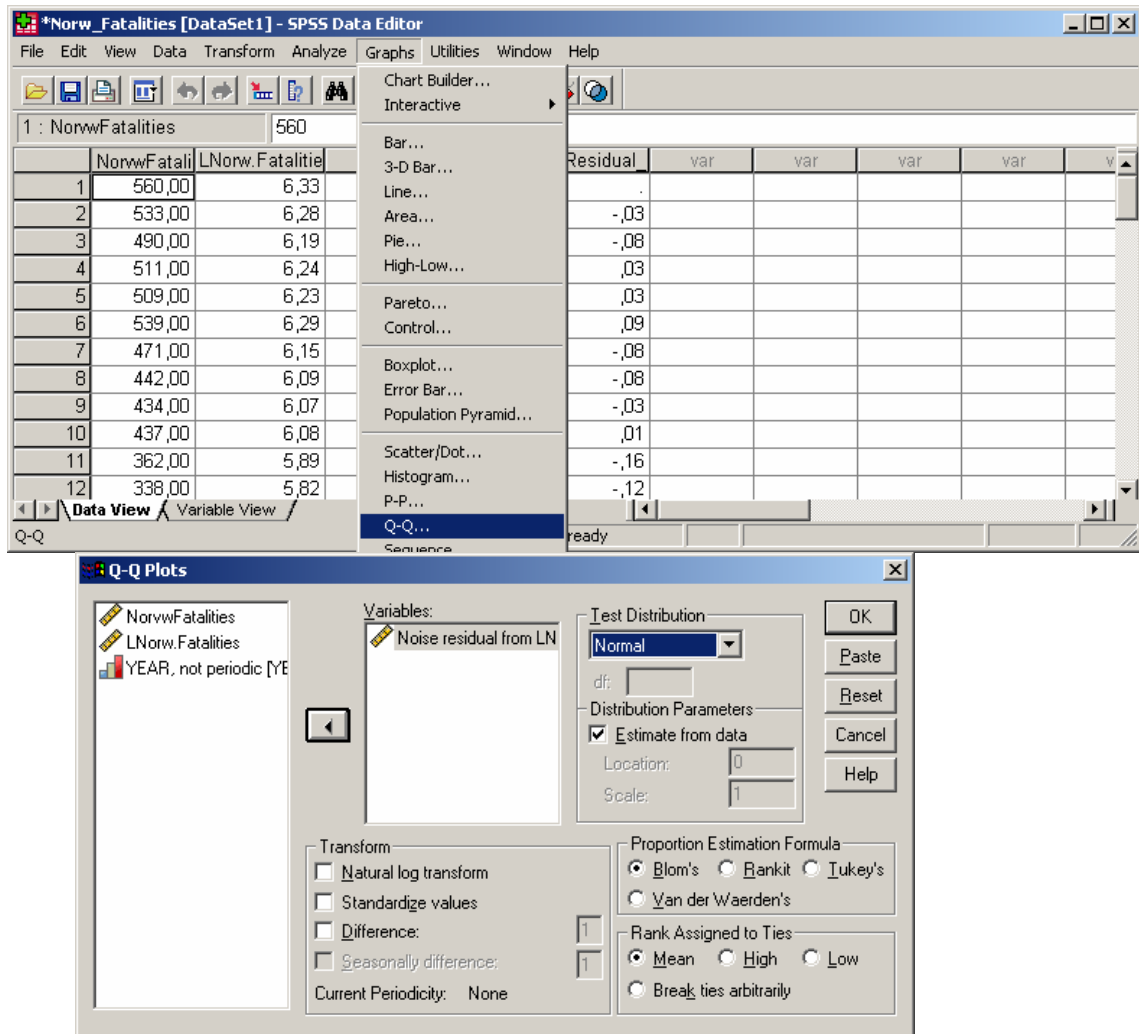 *Norw_Fatalities [DataSet1] - SPSS Data Editor
File Edit View Data Transform Analyze Graphs Utilities Window Help
1 : NorvwFatalities 560
NorvwFatali LNorw.Fatalitie Residual_ var var var var v
1 560,00 6,33 .
2 533,00 6,28 -,03
3 490,00 6,19 -,08
4 511,00 6,24 ,03
5 509,00 6,23 ,03
6 539,00 6,29 ,09
7 471,00 6,15 -,08
8 442,00 6,09 -,08
9 434,00 6,07 -,03
10 437,00 6,08 ,01
11 362,00 5,89 -,16
12 338,00 5,82 -,12
Chart Builder...
Interactive
Bar...
3-D Bar...
Line...
Area...
Pie...
High-Low...
Pareto...
Control...
Boxplot...
Error Bar...
Population Pyramid...
Scatter/Dot...
Histogram...
P-P...
Q-Q...
Sequence
Data View Variable View
Q-Q ready
Q-Q Plots
NorvwFatalities
LNorw.Fatalities
YEAR, not periodic [YE
Variables:
Noise residual from LN
Test Distribution
Normal
df:
Distribution Parameters
Estimate from data
Location: 0
Scale: 1
OK
Paste
Reset
Cancel
Help
Transform
Natural log transform
Standardize values
Difference: 1
Seasonally difference: 1
Current Periodicity: None
Proportion Estimation Formula
Blom's Rankit Tukey's
Van der Waerden's
Rank Assigned to Ties
Mean High Low
Break ties arbitrarily